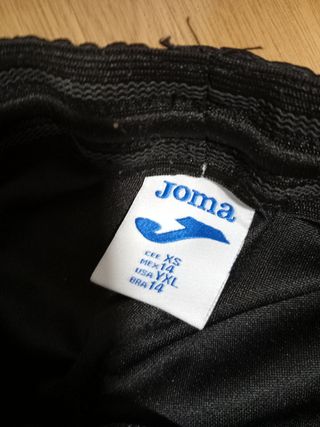 Joma
CEE XS
MEX 14
USA YXL
BRA 14